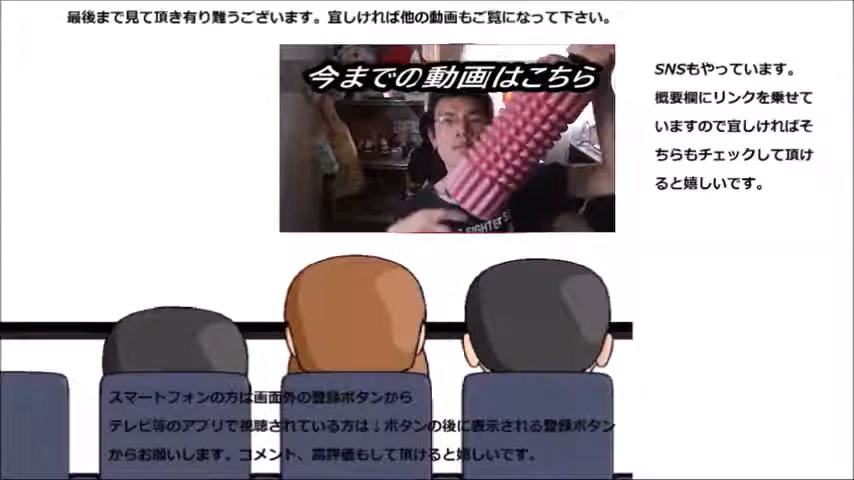 最後まで見て頂き有り難うございます。宜しければ他の動画もご覧になって下さい。
今までの動画はこちら
SNSもやっています。
概要欄にリンクを乗せて
いますので宜しければそ
ちらもチェックして頂け
ると嬉しいです。
スマートフォンの方は画面外の登録ボタンから
テレビ等のアプリで視聴されている方は↓ボタンの後に表示される登録ボタン
からお願いします。コメント、高評価もして頂けると嬉しいです。